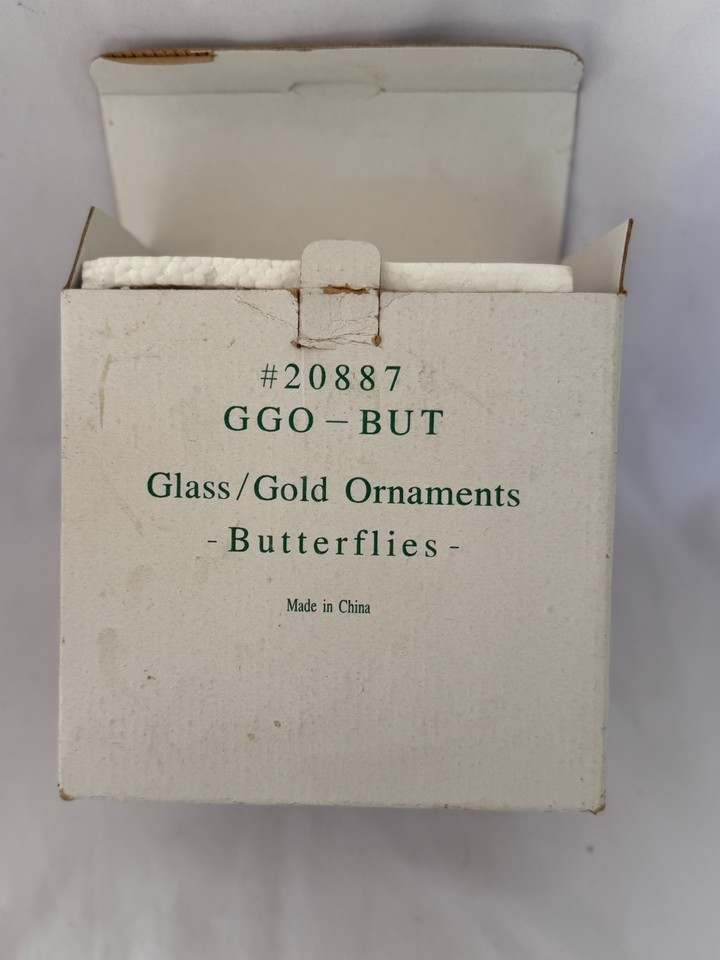 #20887
GGO-BUT
Glass/Gold Ornaments
-Butterflies-
Made in China